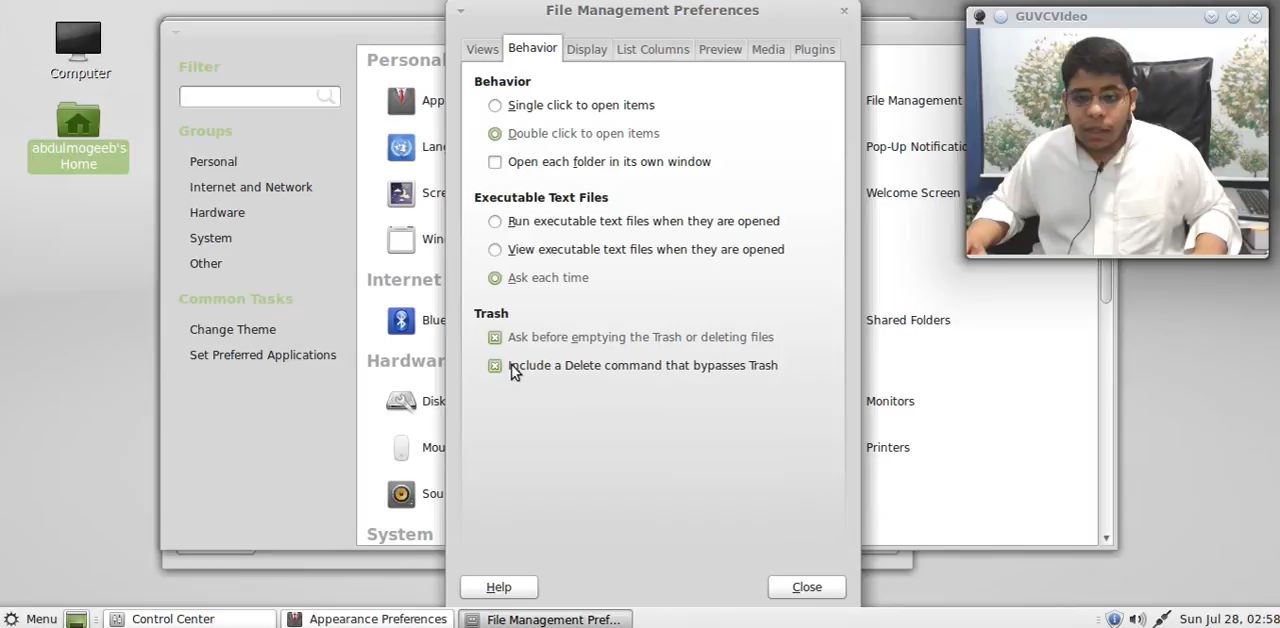 File Management Preferences
GUVCVIdeo
Computer
abdulmogeeb's
Home
Filter
Groups
Personal
Internet and Network
Hardware
System
Other
Common Tasks
Change Theme
Set Preferred Applications
Personal
App
Lan
Scre
Win
Internet
Blue
Hardwar
Disk
Mou
Sou
System
Views
Behavior
Display
List Columns
Preview
Media
Plugins
Behavior
Single click to open items
Double click to open items
Open each folder in its own window
Executable Text Files
Run executable text files when they are opened
View executable text files when they are opened
Ask each time
Trash
Ask before emptying the Trash or deleting files
Include a Delete command that bypasses Trash
Help
Close
File Management
Pop-Up Notificatio
Welcome Screen
Shared Folders
Monitors
Printers
Menu
Control Center
Appearance Preferences
File Management Pref...
Sun Jul 28, 02:58